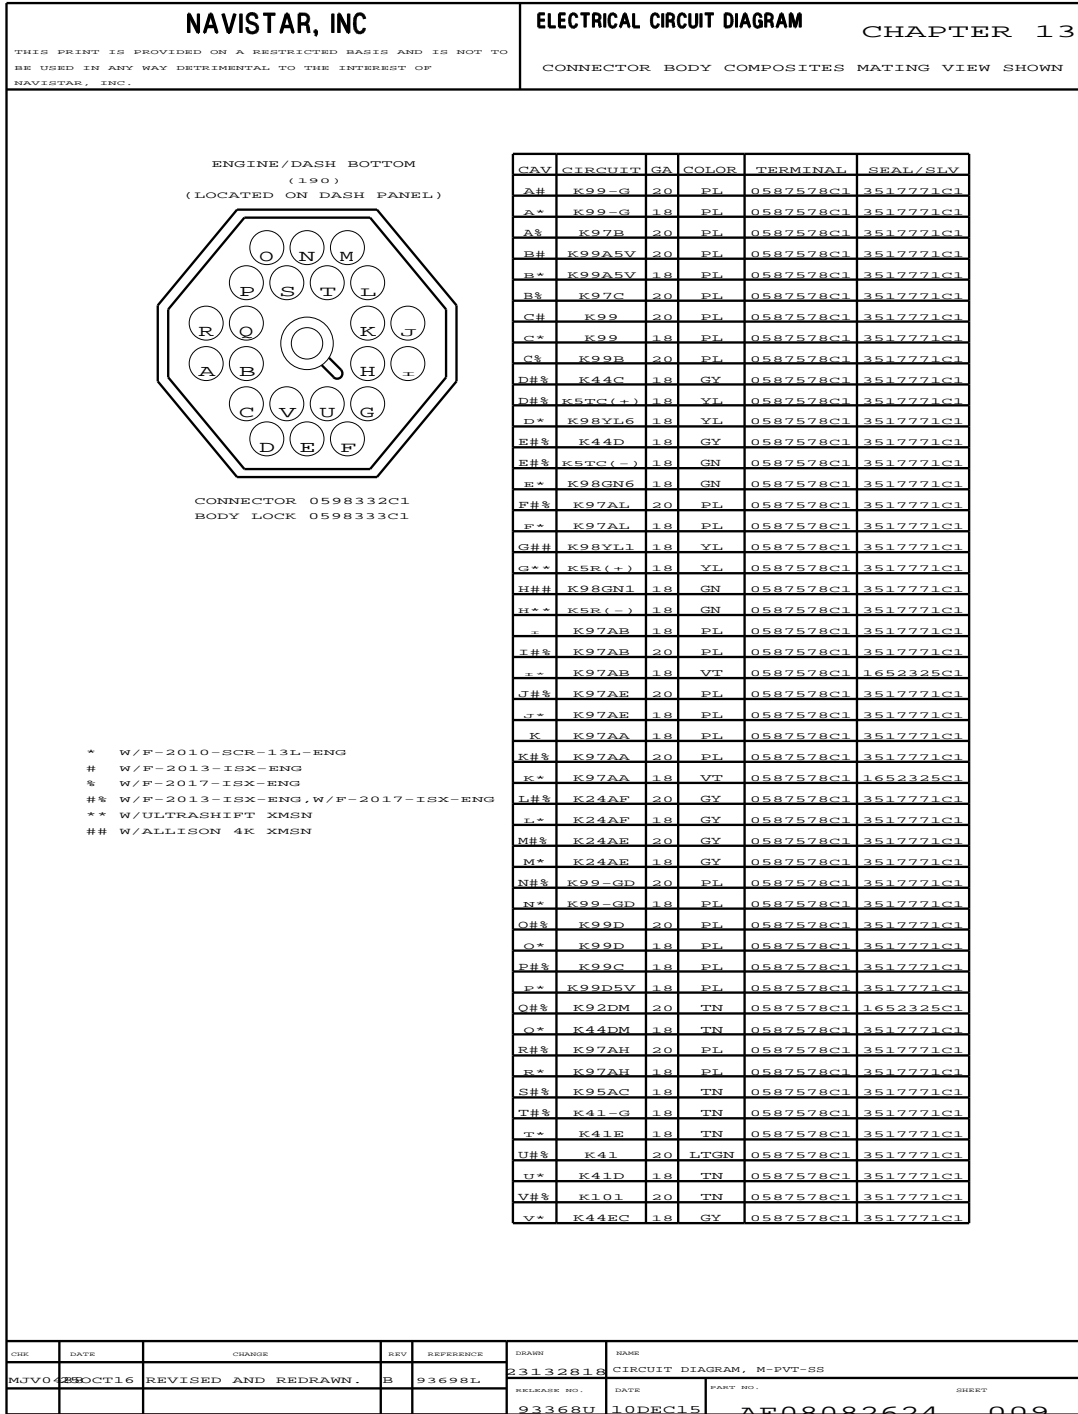 NAVISTAR, INC
THIS PRINT IS PROVIDED ON A RESTRICTED BASIS AND IS NOT TO
BE USED IN ANY WAY DETRIMENTAL TO THE INTEREST OF
NAVISTAR, INC.
ELECTRICAL CIRCUIT DIAGRAM
CHAPTER 13
CONNECTOR BODY COMPOSITES MATING VIEW SHOWN
ENGINE/DASH BOTTOM
(190)
(LOCATED ON DASH PANEL)
O N M
P S T L
R Q K J
A B H I
C V U G
D E F
CONNECTOR 0598332C1
BODY LOCK 0598333C1
* W/F-2010-SCR-13L-ENG
# W/F-2013-ISX-ENG
% W/F-2017-ISX-ENG
#% W/F-2013-ISX-ENG,W/F-2017-ISX-ENG
** W/ULTRASHIFT XMSN
## W/ALLISON 4K XMSN
CAV CIRCUIT GA COLOR TERMINAL SEAL/SLV
A# K99-G 20 PL 0587578C1 3517771C1
A* K99-G 18 PL 0587578C1 3517771C1
A% K97B 20 PL 0587578C1 3517771C1
B# K99A5V 20 PL 0587578C1 3517771C1
B* K99A5V 18 PL 0587578C1 3517771C1
B% K97C 20 PL 0587578C1 3517771C1
C# K99 20 PL 0587578C1 3517771C1
C* K99 18 PL 0587578C1 3517771C1
C% K99B 20 PL 0587578C1 3517771C1
D#% K44C 18 GY 0587578C1 3517771C1
D#% K5TC(+) 18 YL 0587578C1 3517771C1
D* K98YL6 18 YL 0587578C1 3517771C1
E#% K44D 18 GY 0587578C1 3517771C1
E#% K5TC(-) 18 GN 0587578C1 3517771C1
E* K98GN6 18 GN 0587578C1 3517771C1
F#% K97AL 20 PL 0587578C1 3517771C1
F* K97AL 18 PL 0587578C1 3517771C1
G## K98YL1 18 YL 0587578C1 3517771C1
G** K5R(+) 18 YL 0587578C1 3517771C1
H## K98GN1 18 GN 0587578C1 3517771C1
H** K5R(-) 18 GN 0587578C1 3517771C1
I K97AB 18 PL 0587578C1 3517771C1
I#% K97AB 20 PL 0587578C1 3517771C1
I* K97AB 18 VT 0587578C1 1652325C1
J#% K97AE 20 PL 0587578C1 3517771C1
J* K97AE 18 PL 0587578C1 3517771C1
K K97AA 18 PL 0587578C1 3517771C1
K#% K97AA 20 PL 0587578C1 3517771C1
K* K97AA 18 VT 0587578C1 1652325C1
L#% K24AF 20 GY 0587578C1 3517771C1
L* K24AF 18 GY 0587578C1 3517771C1
M#% K24AE 20 GY 0587578C1 3517771C1
M* K24AE 18 GY 0587578C1 3517771C1
N#% K99-GD 20 PL 0587578C1 3517771C1
N* K99-GD 18 PL 0587578C1 3517771C1
O#% K99D 20 PL 0587578C1 3517771C1
O* K99D 18 PL 0587578C1 3517771C1
P#% K99C 18 PL 0587578C1 3517771C1
P* K99D5V 18 PL 0587578C1 3517771C1
Q#% K92DM 20 TN 0587578C1 1652325C1
Q* K44DM 18 TN 0587578C1 3517771C1
R#% K97AH 20 PL 0587578C1 3517771C1
R* K97AH 18 PL 0587578C1 3517771C1
S#% K95AC 18 TN 0587578C1 3517771C1
T#% K41-G 18 TN 0587578C1 3517771C1
T* K41E 18 TN 0587578C1 3517771C1
U#% K41 20 LTGN 0587578C1 3517771C1
U* K41D 18 TN 0587578C1 3517771C1
V#% K101 20 TN 0587578C1 3517771C1
V* K44EC 18 GY 0587578C1 3517771C1
CHK DATE CHANGE REV REFERENCE
REVISED AND REDRAWN. B 93698L
DRAWN
23132818
NAME
CIRCUIT DIAGRAM, M-PVT-SS
RELEASE NO. DATE PART NO. SHEET
93368U 10DEC15 AF08082624 009